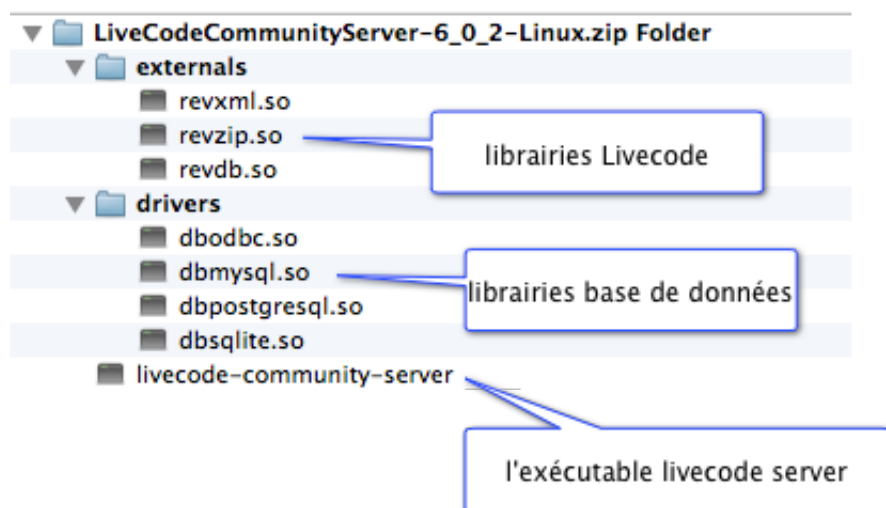 LiveCodeCommunityServer-6_0_2-Linux.zip Folder
externals
revxml.so
revzip.so
librairies Livecode
revdb.so
drivers
dbodbc.so
dbmysql.so
librairies base de données
dbpostgresql.so
dbsqlite.so
livecode-community-server
l'exécutable livecode server